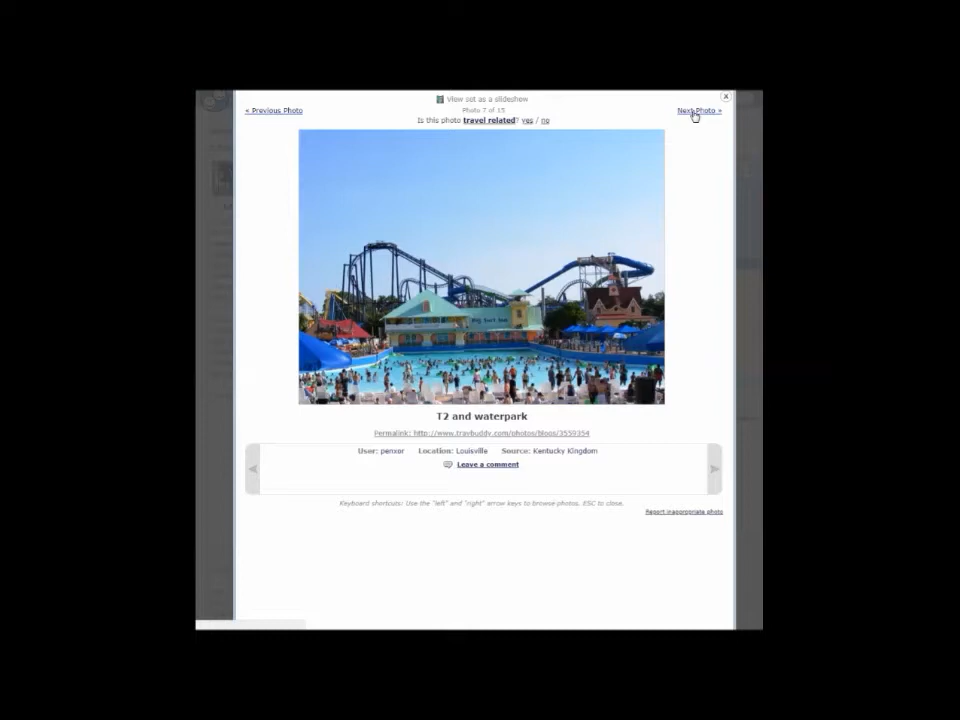 View set as a slideshow
« Previous Photo
Photo 7 of 15
Next Photo »
Is this photo travel related? yes / no
T2 and waterpark
Permalink: http://www.travbuddy.com/photos/blogs/3559354
User: penxor Location: Louisville Source: Kentucky Kingdom
Leave a comment
Keyboard shortcuts: Use the "left" and "right" arrow keys to browse photos. ESC to close.
Report inappropriate photo